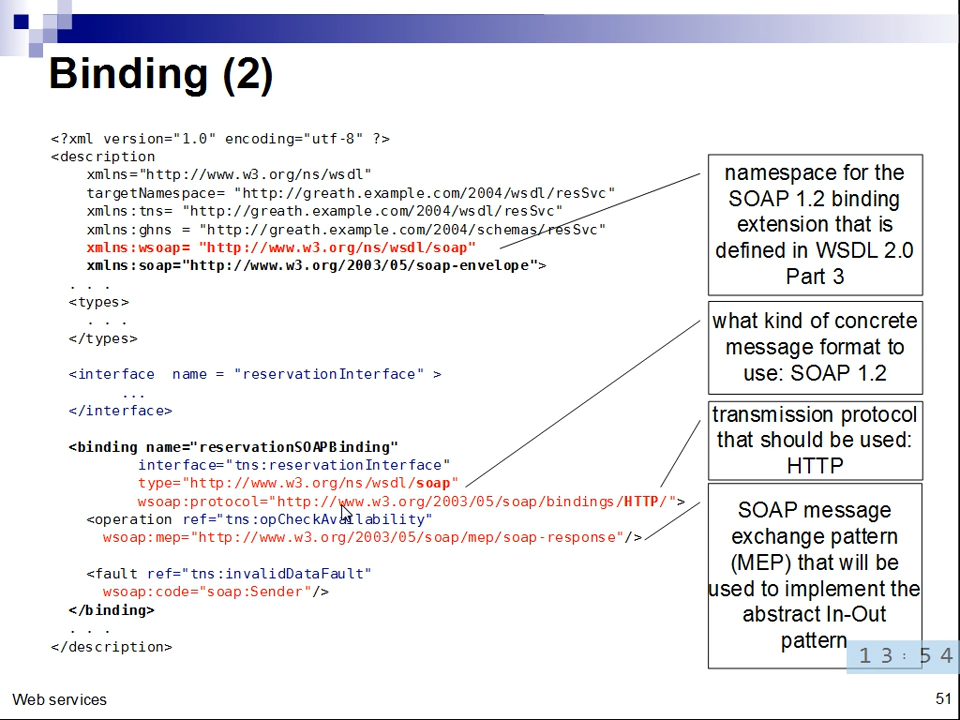 Binding (2)
<?xml version="1.0" encoding="utf-8" ?>
<description
xmlns="http://www.w3.org/ns/wsdl"
targetNamespace= "http://greath.example.com/2004/wsdl/resSvc"
xmlns:tns= "http://greath.example.com/2004/wsdl/resSvc"
xmlns:ghns = "http://greath.example.com/2004/schemas/resSvc"
xmlns:wsoap= "http://www.w3.org/ns/wsdl/soap"
xmlns:soap="http://www.w3.org/2003/05/soap-envelope">
. . .
<types>
. . .
</types>
<interface name = "reservationInterface" >
...
</interface>
<binding name="reservationSOAPBinding"
interface="tns:reservationInterface"
type="http://www.w3.org/ns/wsdl/soap"
wsoap:protocol="http://www.w3.org/2003/05/soap/bindings/HTTP/">
<operation ref="tns:opCheckAvailability"
wsoap:mep="http://www.w3.org/2003/05/soap/mep/soap-response"/>
<fault ref="tns:invalidDataFault"
wsoap:code="soap:Sender"/>
</binding>
. . .
</description>
namespace for the
SOAP 1.2 binding
extension that is
defined in WSDL 2.0
Part 3
what kind of concrete
message format to
use: SOAP 1.2
transmission protocol
that should be used:
HTTP
SOAP message
exchange pattern
(MEP) that will be
used to implement the
abstract In-Out
pattern
13:54
Web services
51